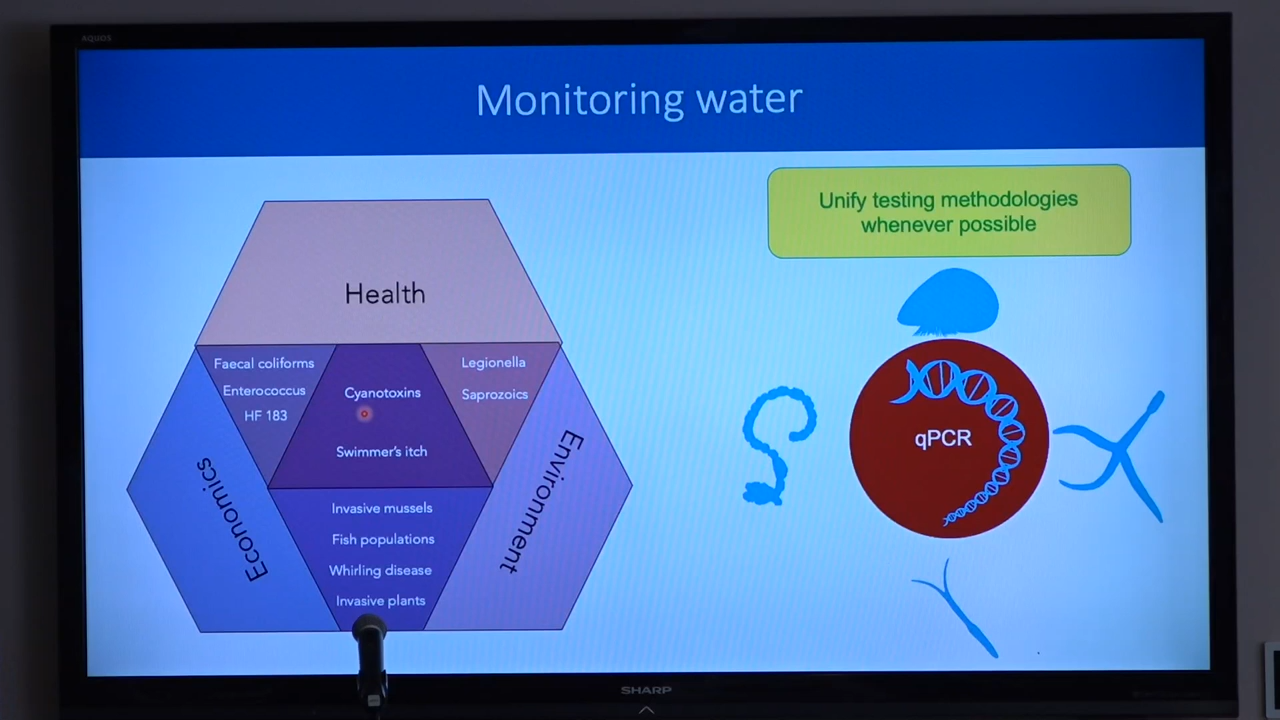 AQUOS
Monitoring water
Unify testing methodologies
whenever possible
Health
Faecal coliforms
Enterococcus
HF 183
Cyanotoxins
Swimmer's itch
Legionella
Saprozoics
Economics
Environment
Invasive mussels
Fish populations
Whirling disease
Invasive plants
qPCR
SHARP